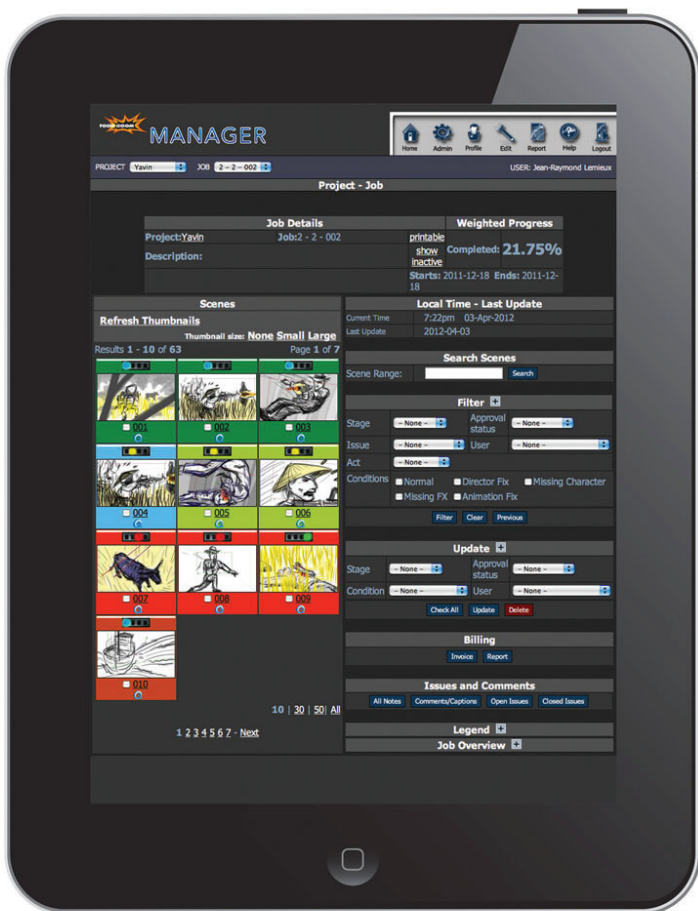 TOON BOOM
MANAGER
Home Admin Profile Edit Report Help Logout
PROJECT Yavin JOB 2 - 2 - 002 USER: Jean-Raymond Lemieux
Project - Job
Job Details Weighted Progress
Project:Yavin Job:2 - 2 - 002 printable
Description: show inactive Completed: 21.75%
Starts: 2011-12-18 Ends: 2011-12-18
Scenes
Refresh Thumbnails
Thumbnail size: None Small Large
Results 1 - 10 of 63 Page 1 of 7
001 002 003
004 005 006
007 008 009
010
10 | 30 | 50| All
1 2 3 4 5 6 7 - Next
Local Time - Last Update
Current Time 7:22pm 03-Apr-2012
Last Update 2012-04-03
Search Scenes
Scene Range: Search
Filter +
Stage - None - Approval status - None -
Issue - None - User - None -
Act - None -
Conditions Normal Director Fix Missing Character
Missing FX Animation Fix
Filter Clear Previous
Update +
Stage - None - Approval status - None -
Condition - None - User - None -
Check All Update Delete
Billing
Invoice Report
Issues and Comments
All Notes Comments/Captions Open Issues Closed Issues
Legend +
Job Overview +